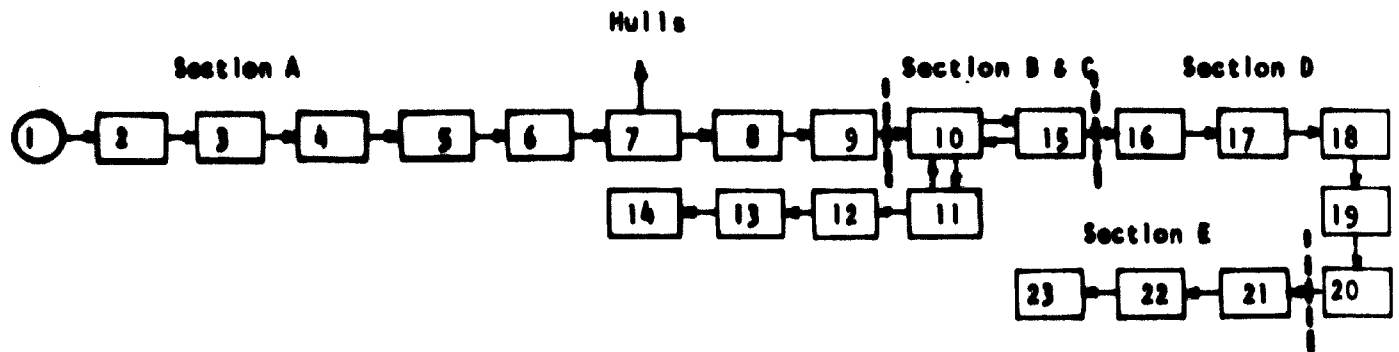 Hulls
Section A
Section B & C
Section D
1 2 3 4 5 6 7 8 9 10 15 16 17 18
14 13 12 11 19
Section E
23 22 21 20